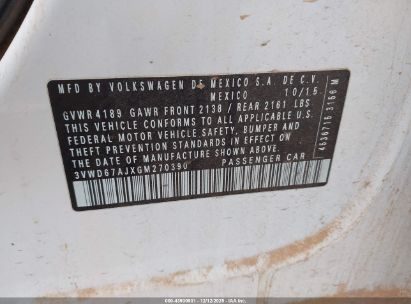 MFD BY VOLKSWAGEN DE MEXICO S.A. DE C.V.
MEXICO 10/15
GVWR 4189 GAWR FRONT 2138 / REAR 2161 LBS
THIS VEHICLE CONFORMS TO ALL APPLICABLE U.S.
FEDERAL MOTOR VEHICLE SAFETY, BUMPER AND
THEFT PREVENTION STANDARDS IN EFFECT ON
THE DATE OF MANUFACTURE SHOWN ABOVE.
3VWD67AJXGM270390 PASSENGER CAR